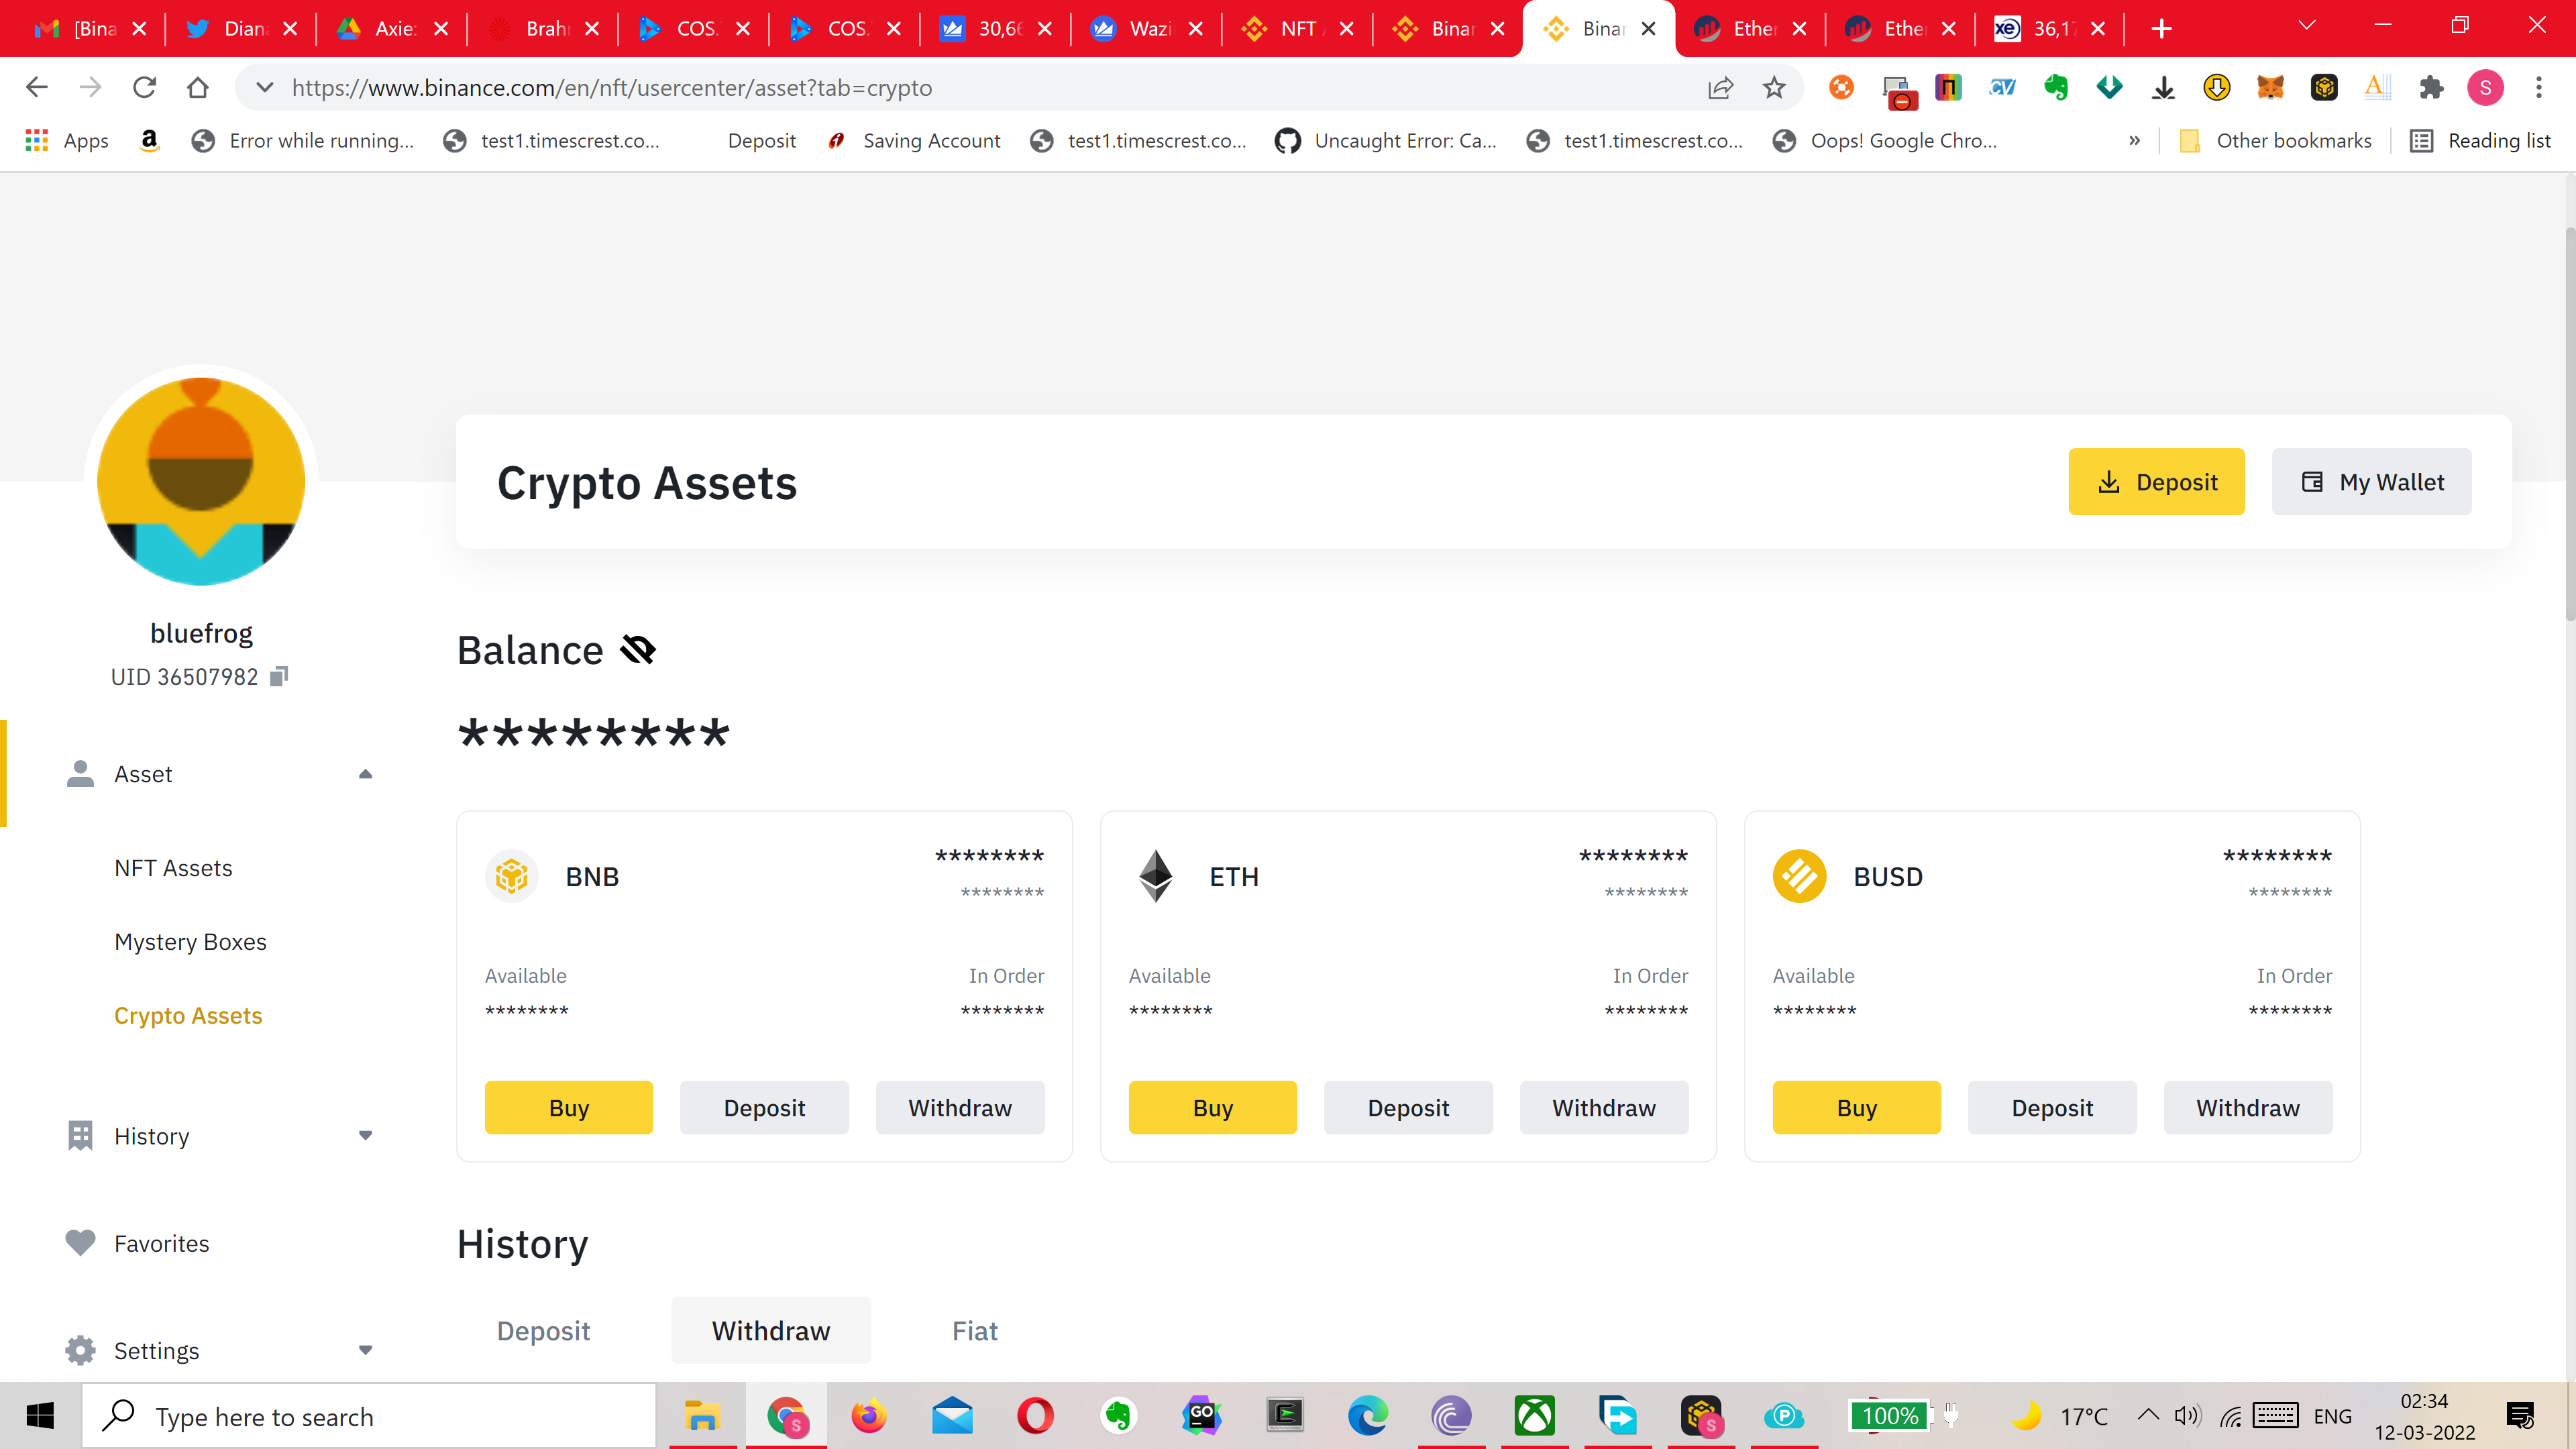 [Bina
Dian
Axie:
Brahr
COS.
COS.
30,66
Wazi
NFT
Binar
Binar
Ether
Ether
36,17
https://www.binance.com/en/nft/usercenter/asset?tab=crypto
Apps
Error while running...
test1.timescrest.co...
Deposit
Saving Account
test1.timescrest.co...
Uncaught Error: Ca...
test1.timescrest.co...
Oops! Google Chro...
» Other bookmarks
Reading list
Crypto Assets
Deposit
My Wallet
bluefrog
UID 36507982
Balance
********
Asset
NFT Assets
Mystery Boxes
Crypto Assets
History
Favorites
Settings
BNB ********
********
Available In Order
******** ********
Buy Deposit Withdraw
ETH ********
********
Available In Order
******** ********
Buy Deposit Withdraw
BUSD ********
********
Available In Order
******** ********
Buy Deposit Withdraw
History
Deposit Withdraw Fiat
Type here to search
100%
17°C
ENG
02:34
12-03-2022